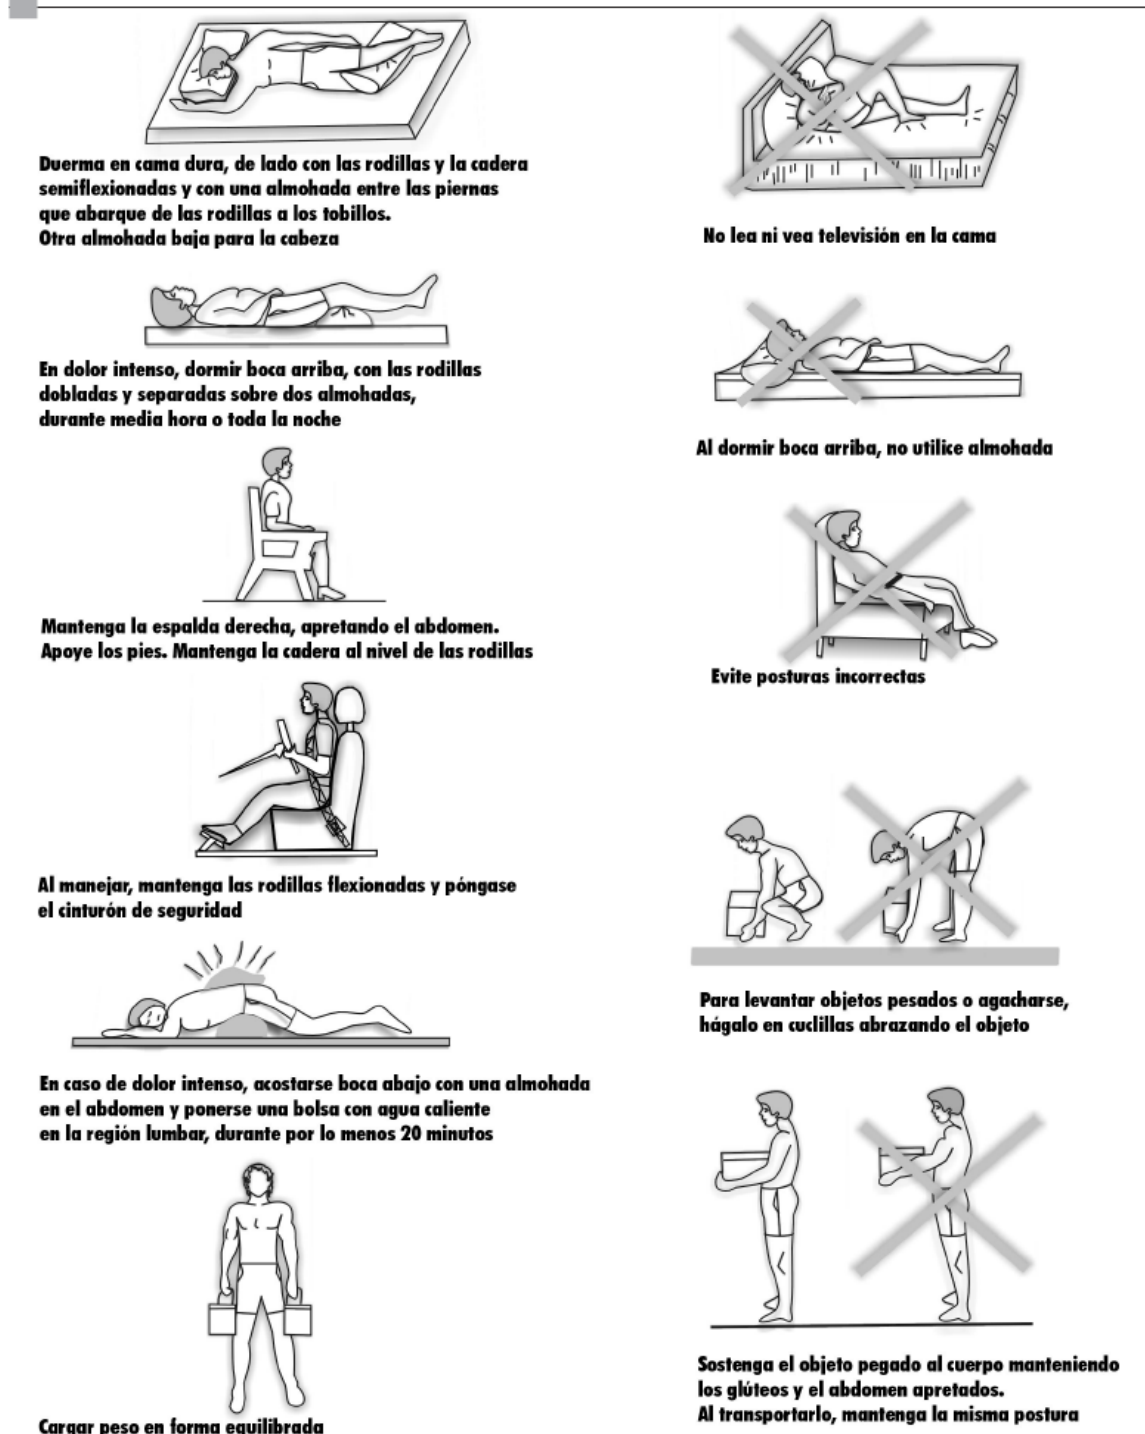 Duerma en cama dura, de lado con las rodillas y la cadera
semiflexionadas y con una almohada entre las piernas
que abarque de las rodillas a los tobillos.
Otra almohada baja para la cabeza
En dolor intenso, dormir boca arriba, con las rodillas
dobladas y separadas sobre dos almohadas,
durante media hora o toda la noche
Mantenga la espalda derecha, apretando el abdomen.
Apoye los pies. Mantenga la cadera al nivel de las rodillas
Al manejar, mantenga las rodillas flexionadas y póngase
el cinturón de seguridad
En caso de dolor intenso, acostarse boca abajo con una almohada
en el abdomen y ponerse una bolsa con agua caliente
en la región lumbar, durante por lo menos 20 minutos
Cargar peso en forma equilibrada
No lea ni vea televisión en la cama
Al dormir boca arriba, no utilice almohada
Evite posturas incorrectas
Para levantar objetos pesados o agacharse,
hágalo en cuclillas abrazando el objeto
Sostenga el objeto pegado al cuerpo manteniendo
los glúteos y el abdomen apretados.
Al transportarlo, mantenga la misma postura